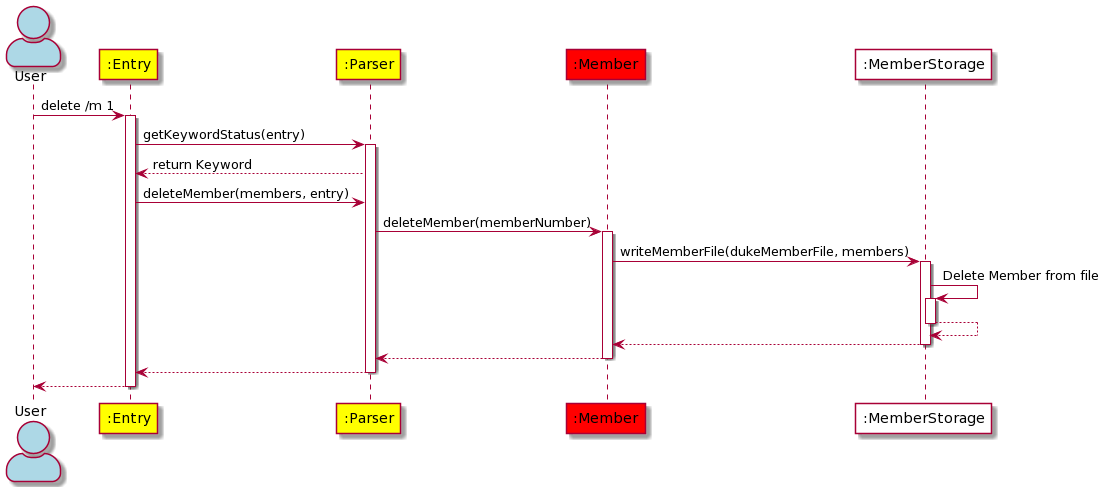 User
:Entry
:Parser
:Member
:MemberStorage
delete /m 1
getKeywordStatus(entry)
return Keyword
deleteMember(members, entry)
deleteMember(memberNumber)
writeMemberFile(dukeMemberFile, members)
Delete Member from file
User
:Entry
:Parser
:Member
:MemberStorage